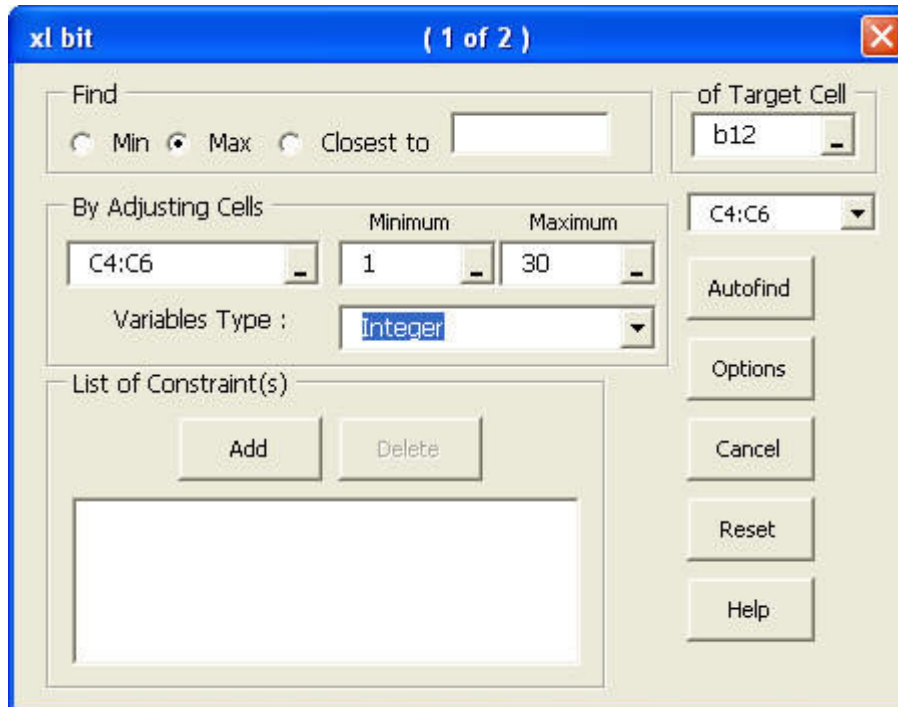 xl bit ( 1 of 2 )
Find
Min Max Closest to
of Target Cell
b12
By Adjusting Cells
Minimum Maximum
C4:C6 1 30
C4:C6
Variables Type : Integer
Autofind
Options
List of Constraint(s)
Add Delete
Cancel
Reset
Help